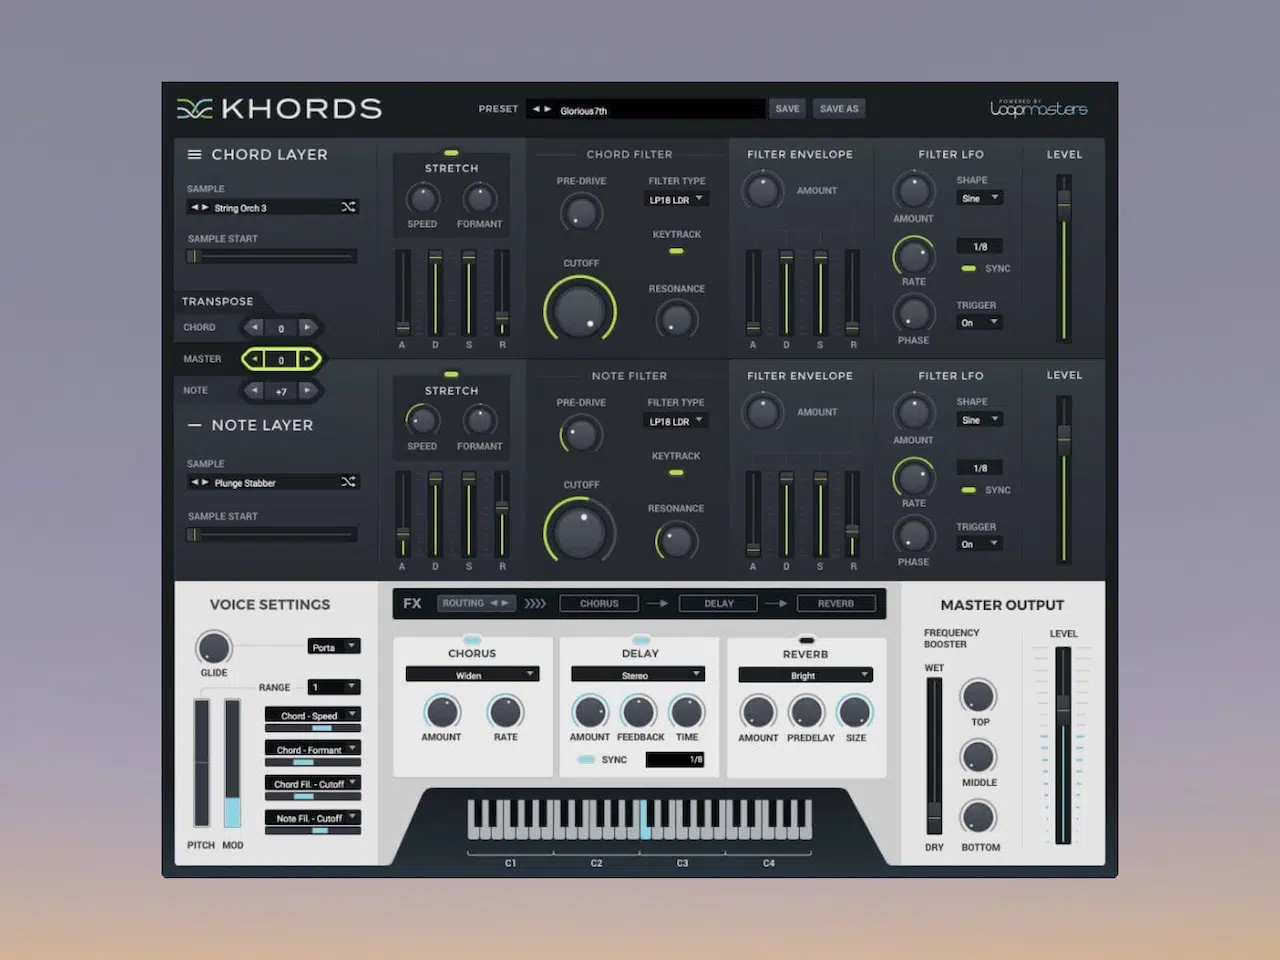 KHORDS
PRESET
Glorious7th
SAVE
SAVE AS
POWERED BY
Loopmasters
CHORD LAYER
SAMPLE
String Orch 3
SAMPLE START
STRETCH
SPEED
FORMANT
A
D
S
R
CHORD FILTER
PRE-DRIVE
FILTER TYPE
LP18 LDR
KEYTRACK
CUTOFF
RESONANCE
FILTER ENVELOPE
AMOUNT
A
D
S
R
FILTER LFO
AMOUNT
SHAPE
Sine
1/8
SYNC
RATE
TRIGGER
On
PHASE
LEVEL
TRANSPOSE
CHORD
0
MASTER
0
NOTE
+7
NOTE LAYER
SAMPLE
Plunge Stabber
SAMPLE START
STRETCH
SPEED
FORMANT
A
D
S
R
NOTE FILTER
PRE-DRIVE
FILTER TYPE
LP18 LDR
KEYTRACK
CUTOFF
RESONANCE
FILTER ENVELOPE
AMOUNT
A
D
S
R
FILTER LFO
AMOUNT
SHAPE
Sine
1/8
SYNC
RATE
TRIGGER
On
PHASE
LEVEL
VOICE SETTINGS
GLIDE
Porta
RANGE
1
Chord - Speed
Chord - Formant
Chord Fil. - Cutoff
Note Fil. - Cutoff
PITCH
MOD
FX
ROUTING
CHORUS
DELAY
REVERB
CHORUS
Widen
AMOUNT
RATE
DELAY
Stereo
AMOUNT
FEEDBACK
TIME
SYNC
1/8
REVERB
Bright
AMOUNT
PREDELAY
SIZE
C1
C2
C3
C4
MASTER OUTPUT
FREQUENCY
BOOSTER
WET
DRY
TOP
MIDDLE
BOTTOM
LEVEL